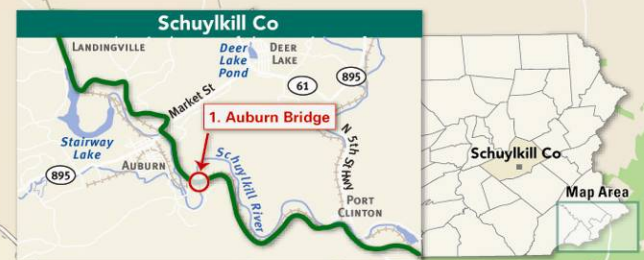 Schuylkill Co
LANDINGVILLE
Deer
Lake
Pond
DEER
LAKE
895
61
Market St
1. Auburn Bridge
Stairway
Lake
AUBURN
895
Schuylkill River
N 5th St Hwy
PORT
CLINTON
Schuylkill Co
Map Area